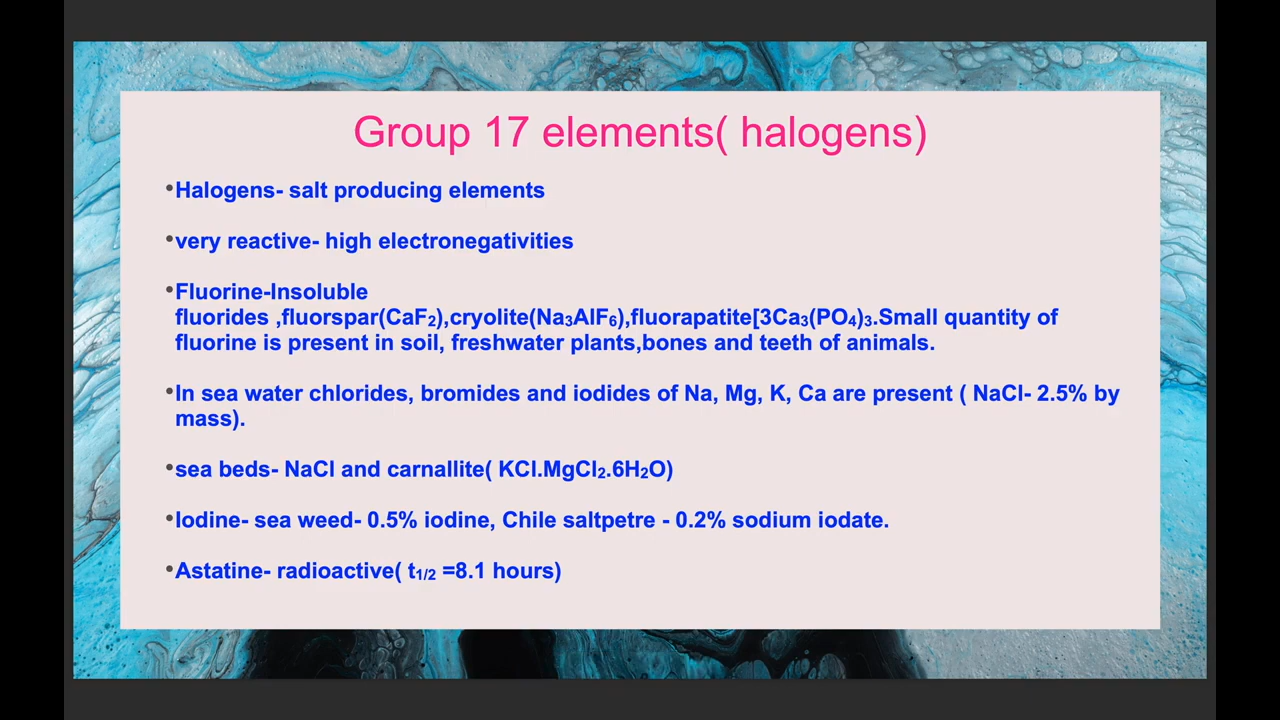 Group 17 elements( halogens)
•Halogens- salt producing elements
•very reactive- high electronegativities
•Fluorine-Insoluble
fluorides ,fluorspar(CaF₂),cryolite(Na₃AlF₆),fluorapatite[3Ca₃(PO₄)₃.Small quantity of
fluorine is present in soil, freshwater plants,bones and teeth of animals.
•In sea water chlorides, bromides and iodides of Na, Mg, K, Ca are present ( NaCl- 2.5% by
mass).
•sea beds- NaCl and carnallite( KCl.MgCl₂.6H₂O)
•Iodine- sea weed- 0.5% iodine, Chile saltpetre - 0.2% sodium iodate.
•Astatine- radioactive( t₁/₂ =8.1 hours)